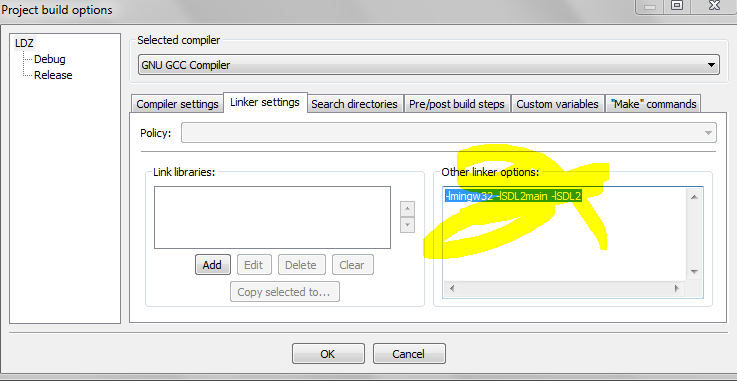 Project build options
LDZ
Debug
Release
Selected compiler
GNU GCC Compiler
Compiler settings Linker settings Search directories Pre/post build steps Custom variables "Make" commands
Policy:
Link libraries:
Add Edit Delete Clear
Copy selected to...
Other linker options:
-lmingw32 -lSDL2main -lSDL2
OK Cancel